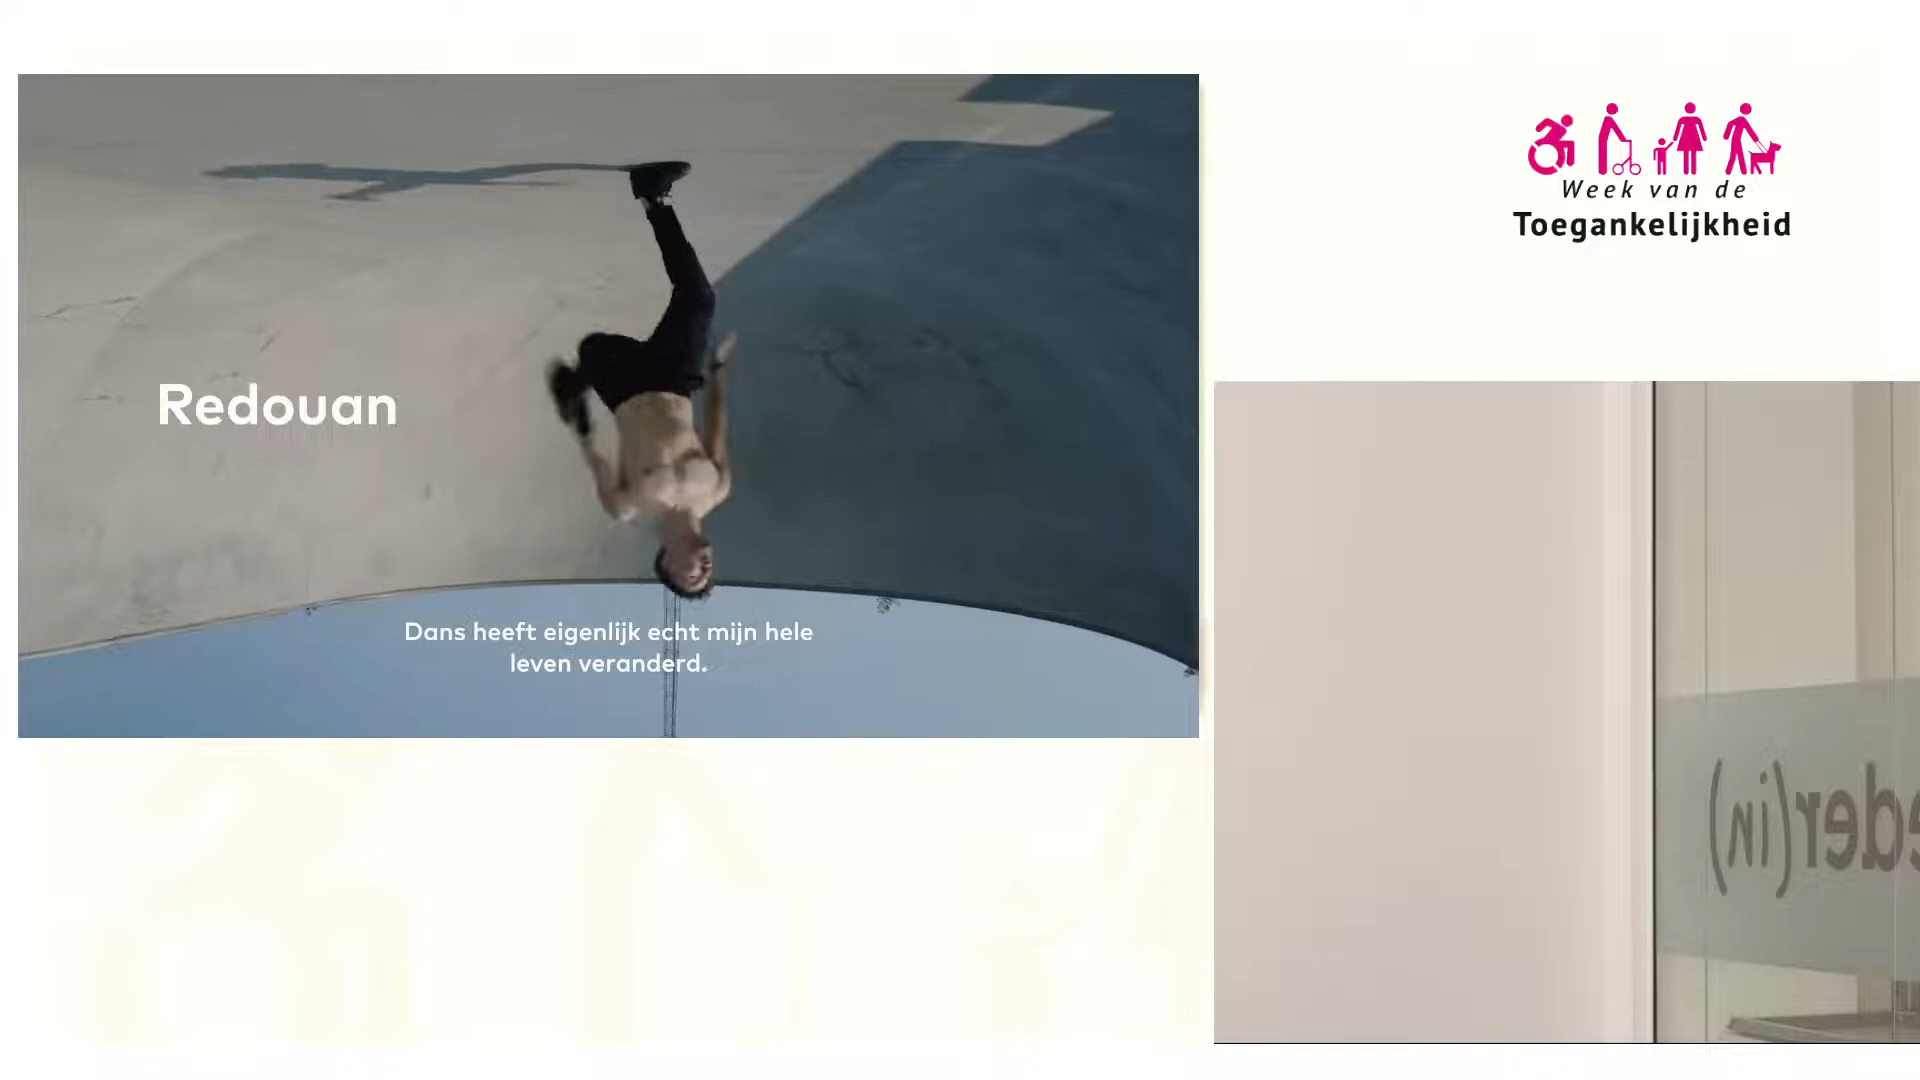 Redouan
Dans heeft eigenlijk echt mijn hele
leven veranderd.
Week van de
Toegankelijkheid
eder(in)